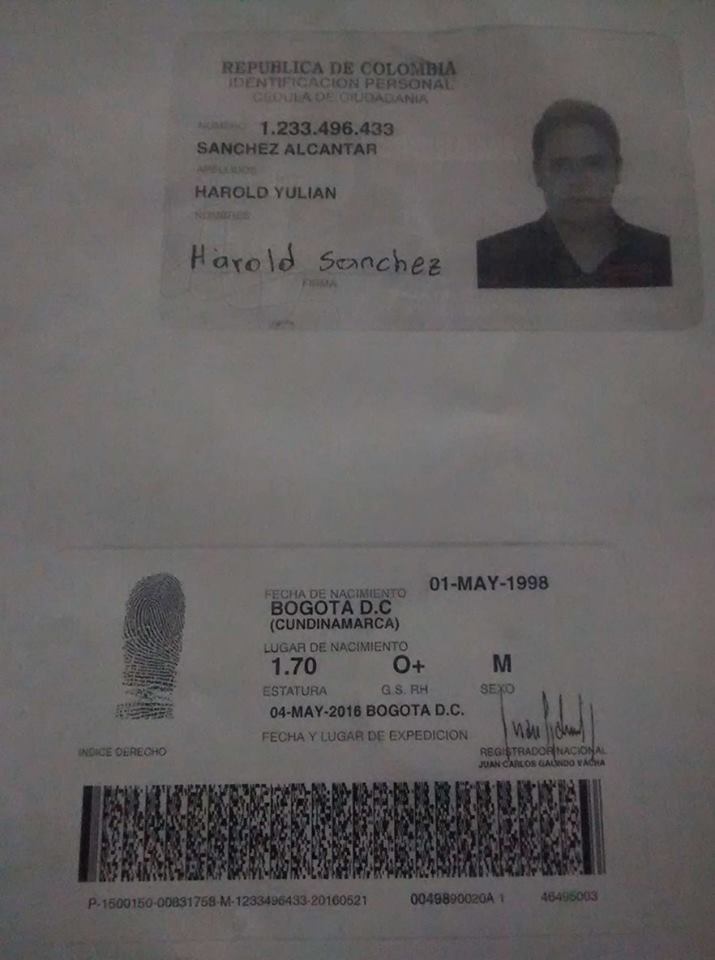 REPUBLICA DE COLOMBIA
IDENTIFICACION PERSONAL
CEDULA DE CIUDADANIA
NUMERO 1.233.496.433
SANCHEZ ALCANTAR
APELLIDOS
HAROLD YULIAN
NOMBRES
Harold Sanchez
FIRMA
FECHA DE NACIMIENTO 01-MAY-1998
BOGOTA D.C
(CUNDINAMARCA)
LUGAR DE NACIMIENTO
1.70 O+ M
ESTATURA G.S. RH SEXO
04-MAY-2016 BOGOTA D.C.
FECHA Y LUGAR DE EXPEDICION
INDICE DERECHO
REGISTRADOR NACIONAL
JUAN CARLOS GALINDO VACHA
P-1500150-00831758-M-1233496433-20160521 0049890020A 1 46495003